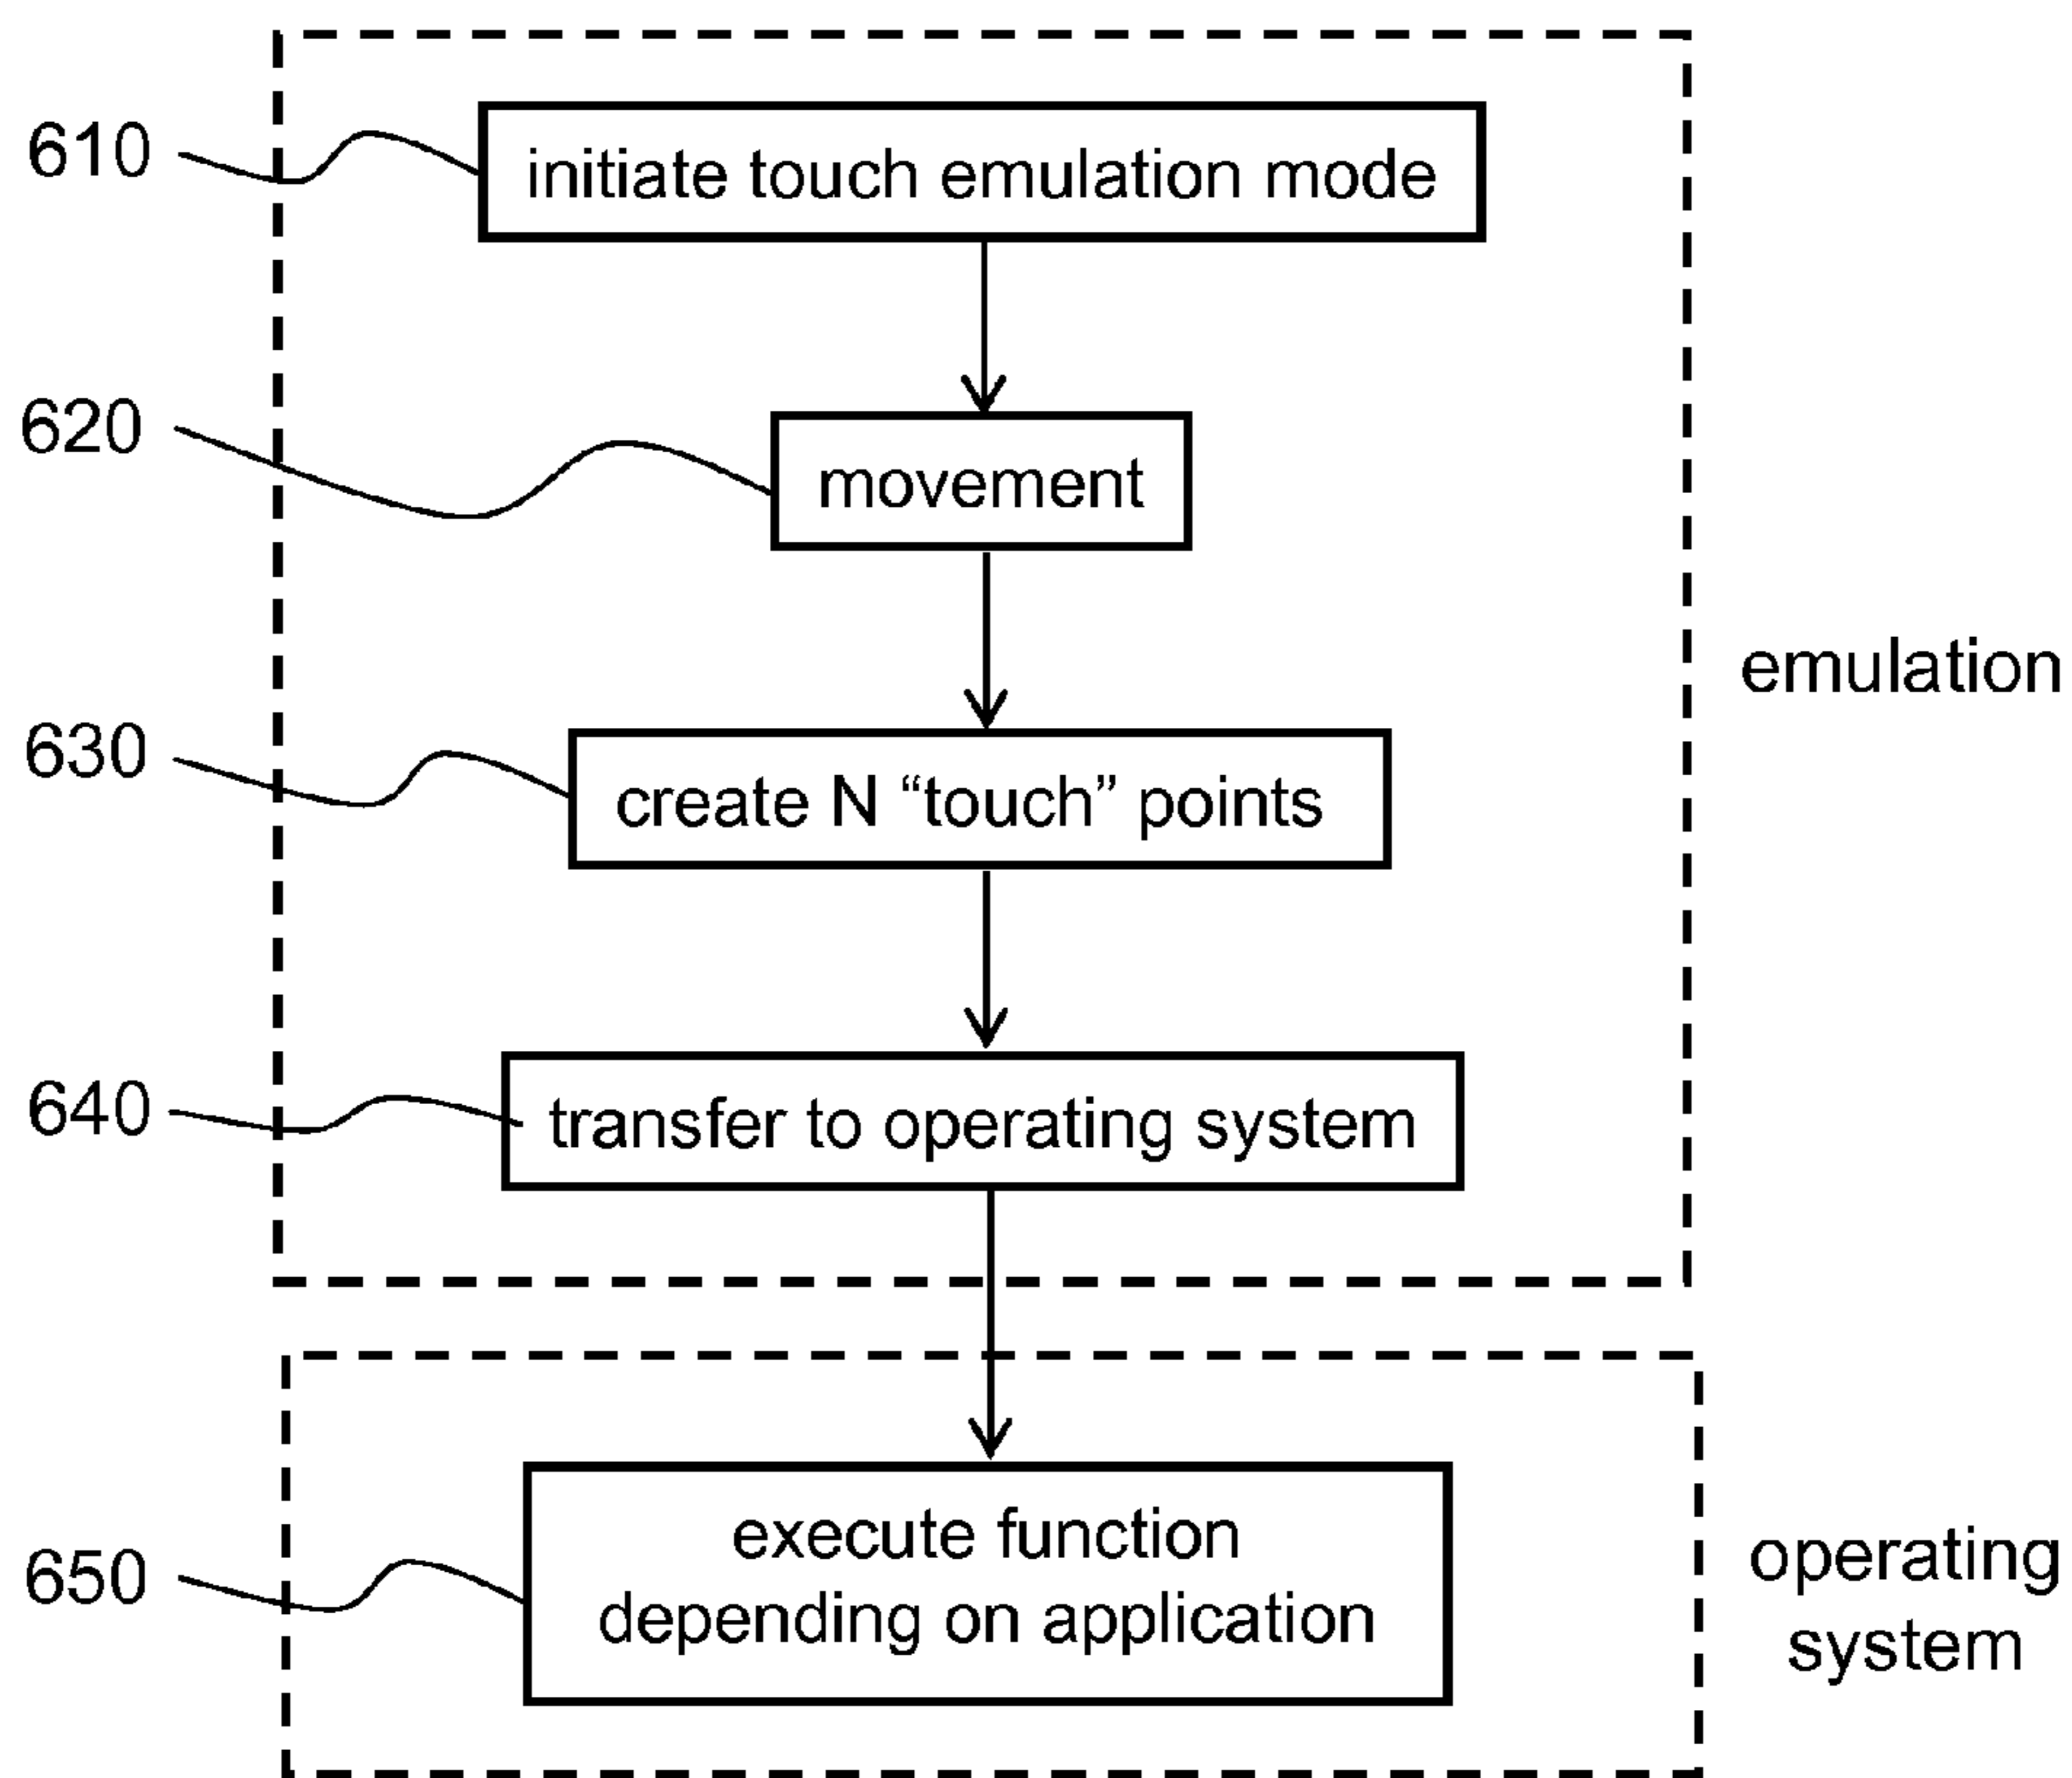 610
initiate touch emulation mode
620
movement
emulation
630
create N “touch” points
640
transfer to operating system
650
execute function
depending on application
operating
system